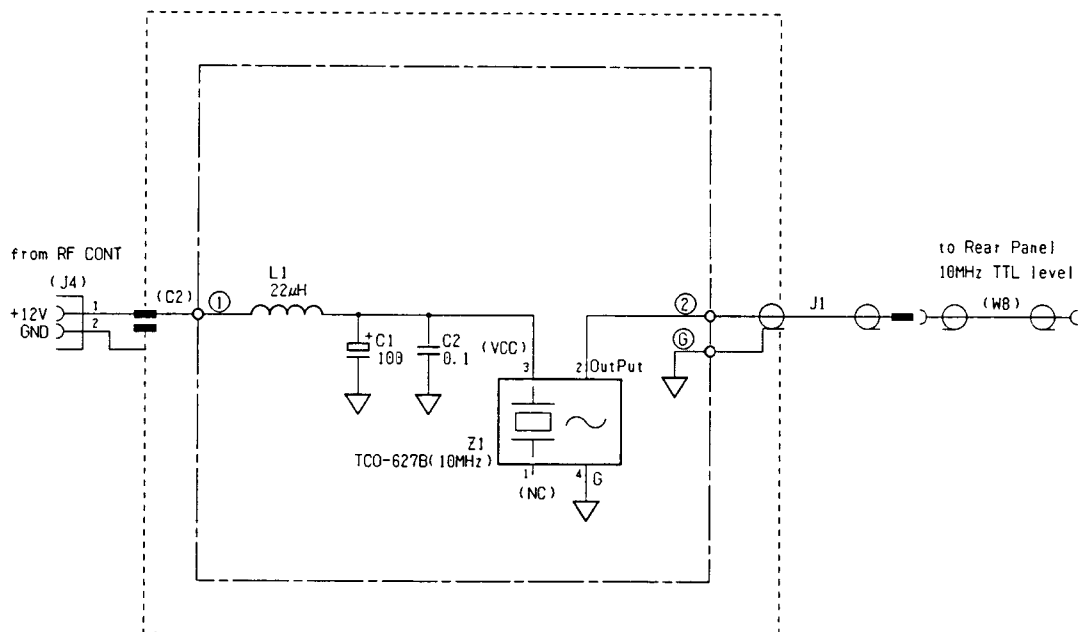 from RF CONT
(J4)
+12V
GND
1
2
(C2)
①
L1
22μH
+
C1
100
C2
0.1
(VCC)
3
2
OutPut
Z1
TCO-627B(10MHz)
1
(NC)
4
G
②
Ⓖ
J1
to Rear Panel
10MHz TTL level
(W8)